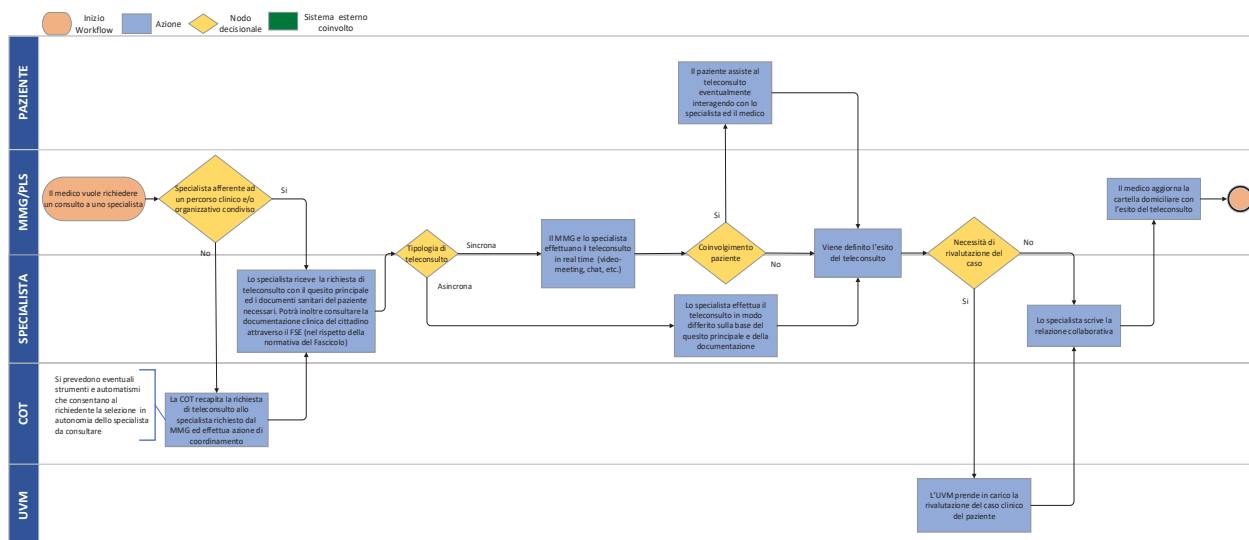 Inizio
Workflow
Azione
Nodo
decisionale
Sistema esterno
coinvolto
PAZIENTE
Il paziente assiste al
teleconsulto
eventualmente
interagendo con lo
specialista ed il medico
MMG/PLS
Il medico vuole richiedere
un consulto a uno specialista
Specialista afferente ad
un percorso clinico e/o
organizzativo condiviso
Si
No
Tipologia di
teleconsulto
Sincrona
Asincrona
Il MMG e lo specialista
effettuano il teleconsulto
in real time (video-
meeting, chat, etc.)
Si
Coinvolgimento
paziente
No
Viene definito l'esito
del teleconsulto
Necessità di
rivalutazione del
caso
No
Si
Il medico aggiorna la
cartella domiciliare con
l'esito del teleconsulto
SPECIALISTA
Lo specialista riceve la richiesta di
teleconsulto con il quesito principale
ed i documenti sanitari del paziente
necessari. Potrà inoltre consultare la
documentazione clinica del cittadino
attraverso il FSE (nel rispetto della
normativa del Fascicolo)
Lo specialista effettua il
teleconsulto in modo
differito sulla base del
quesito principale e della
documentazione
Lo specialista scrive la
relazione collaborativa
COT
Si prevedono eventuali
strumenti e automatismi
che consentano al
richiedente la selezione in
autonomia dello specialista
da consultare
La COT recapita la richiesta
di teleconsulto allo
specialista richiesto dal
MMG ed effettua azione di
coordinamento
UVM
L'UVM prende in carico la
rivalutazione del caso clinico
del paziente